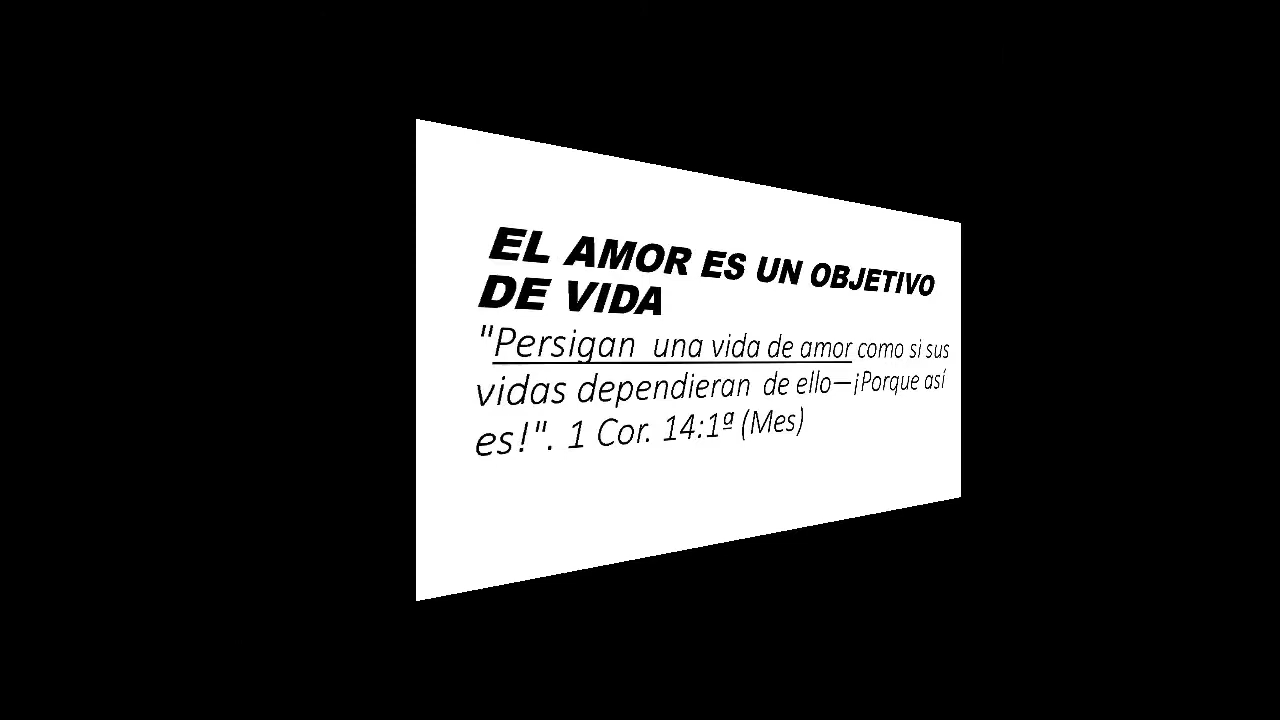 EL AMOR ES UN OBJETIVO
DE VIDA
"Persigan una vida de amor como si sus
vidas dependieran de ello—¡Porque así
es!". 1 Cor. 14:1ª (Mes)